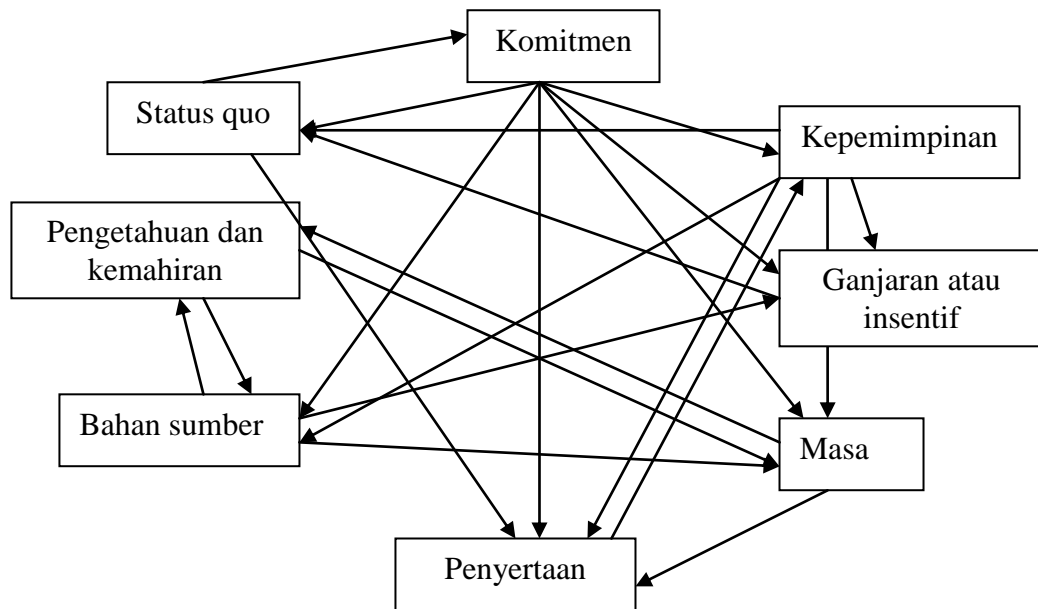 Komitmen
Status quo
Kepemimpinan
Pengetahuan dan
kemahiran
Ganjaran atau
insentif
Bahan sumber
Masa
Penyertaan